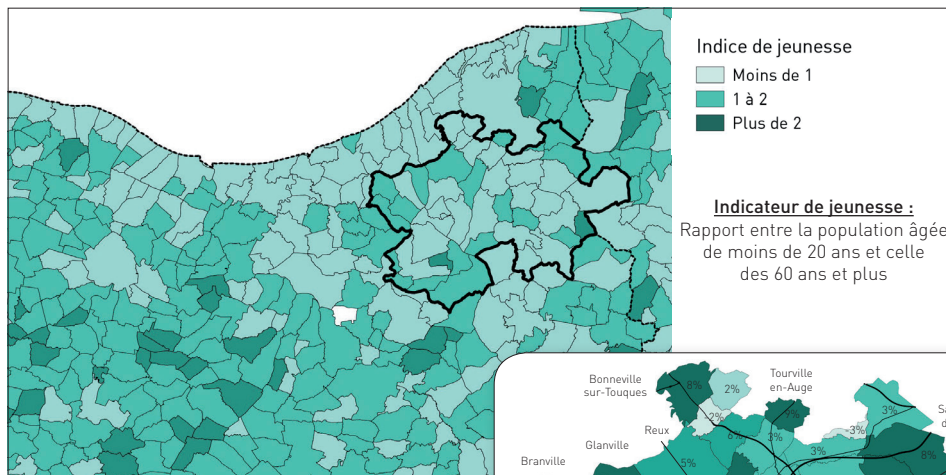 Indice de jeunesse
Moins de 1
1 à 2
Plus de 2
Indicateur de jeunesse :
Rapport entre la population âgée
de moins de 20 ans et celle
des 60 ans et plus
Bonneville
sur-Touques
8%
2%
Tourville
en-Auge
9%
3%
2%
Reux
6%
3%
-3%
Glanville
3%
8%
Branville
5%